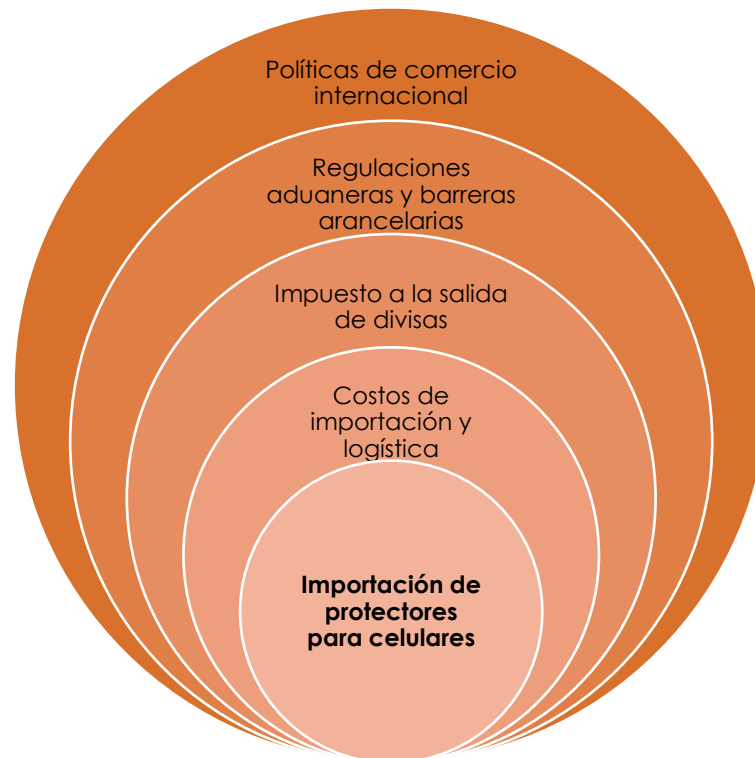 Políticas de comercio
internacional
Regulaciones
aduaneras y barreras
arancelarias
Impuesto a la salida
de divisas
Costos de
importación y
logística
Importación de
protectores
para celulares